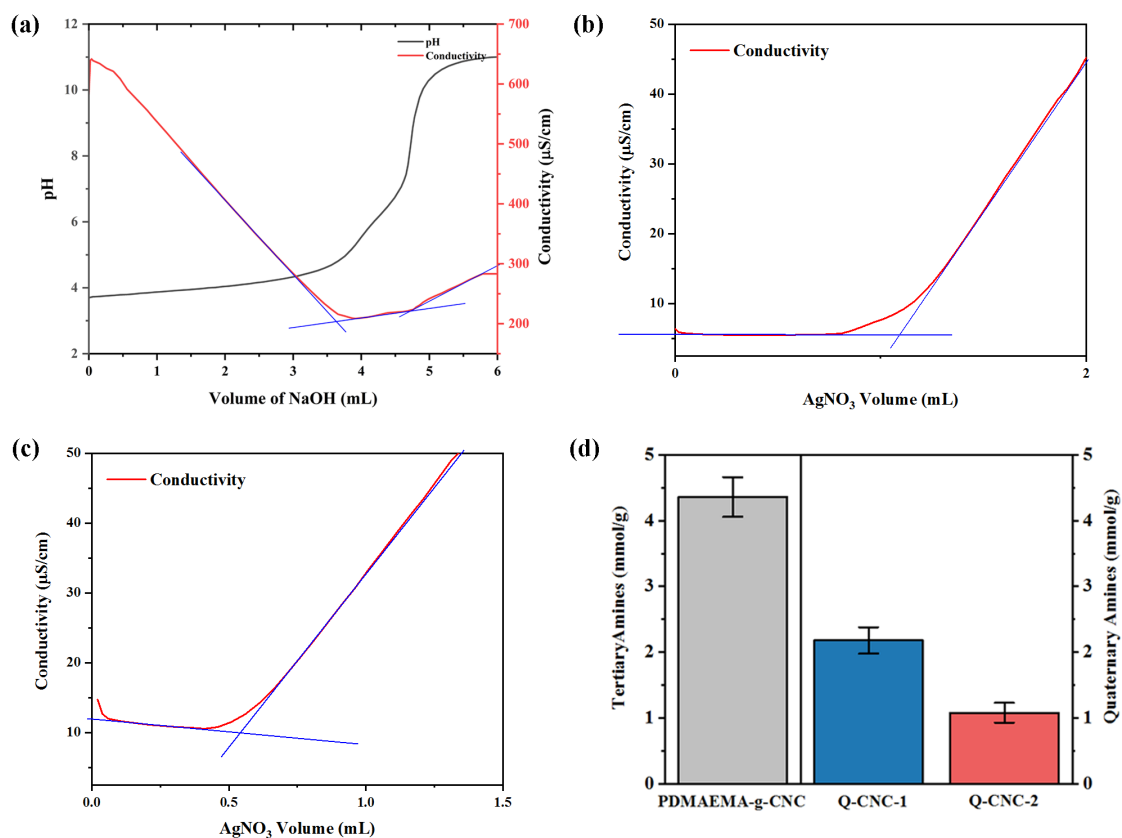 (a)
12
10
8
6
4
2
pH
700
600
500
400
300
200
Conductivity (µS/cm)
pH
Conductivity
0
1
2
3
4
5
6
Volume of NaOH (mL)
(b)
50
40
30
20
10
Conductivity (µS/cm)
Conductivity
0
2
AgNO₃ Volume (mL)
(c)
50
40
30
20
10
Conductivity (µS/cm)
Conductivity
0.0
0.5
1.0
1.5
AgNO₃ Volume (mL)
(d)
5
4
3
2
1
0
TertiaryAmines (mmol/g)
5
4
3
2
1
0
Quaternary Amines (mmol/g)
PDMAEMA-g-CNC
Q-CNC-1
Q-CNC-2